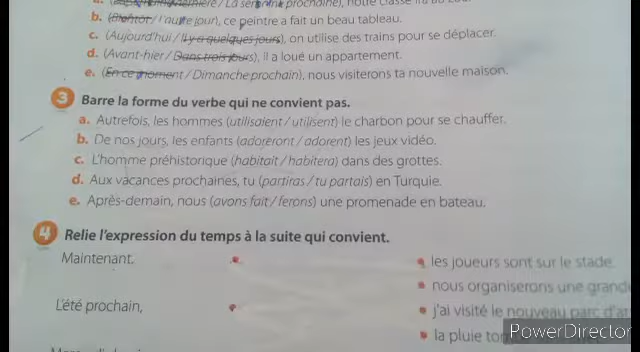 prochaine), notre classe
b. (Bientôt / l'autre jour), ce peintre a fait un beau tableau.
c. (Aujourd'hui / Il y a quelques jours), on utilise des trains pour se déplacer.
d. (Avant-hier / Dans trois jours), il a loué un appartement.
e. (En ce moment / Dimanche prochain), nous visiterons ta nouvelle maison.
3 Barre la forme du verbe qui ne convient pas.
a. Autrefois, les hommes (utilisaient / utilisent) le charbon pour se chauffer.
b. De nos jours, les enfants (adoreront / adorent) les jeux vidéo.
c. L'homme préhistorique (habitait / habitera) dans des grottes.
d. Aux vacances prochaines, tu (partiras / tu partais) en Turquie.
e. Après-demain, nous (avons fait / ferons) une promenade en bateau.
4 Relie l'expression du temps à la suite qui convient.
Maintenant,
les joueurs sont sur le stade.
nous organiserons une grand
L'été prochain,
j'ai visité le nouveau parc d'a
la pluie to
PowerDirector